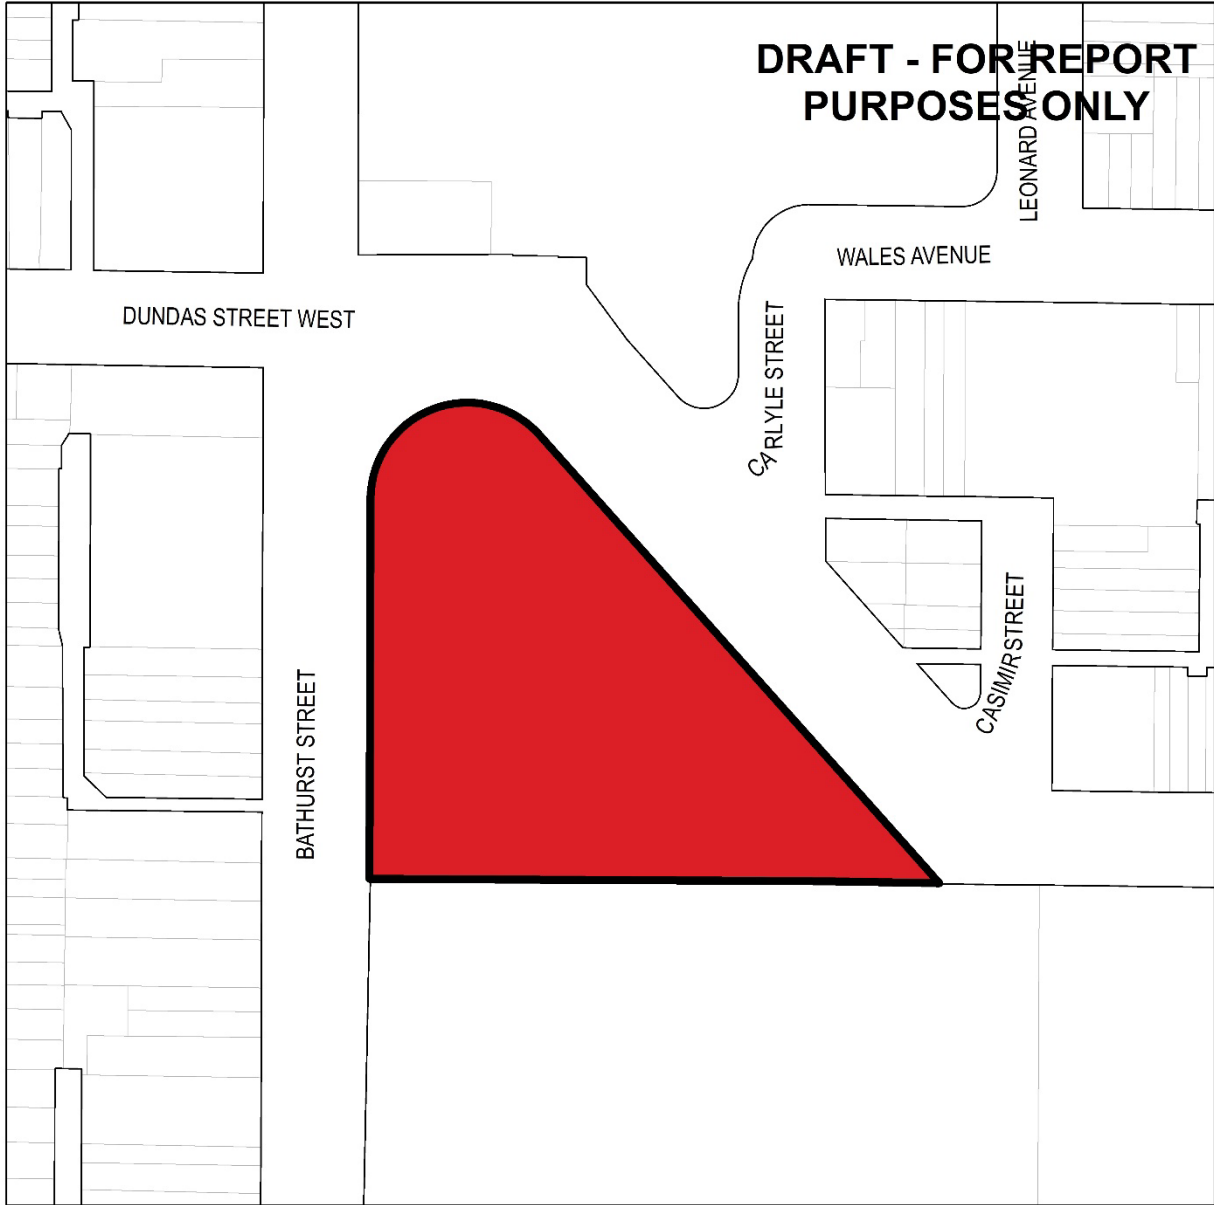 DRAFT - FOR REPORT
PURPOSES ONLY
LEONARD AVENUE
WALES AVENUE
DUNDAS STREET WEST
CARLYLE STREET
CASIMIR STREET
BATHURST STREET